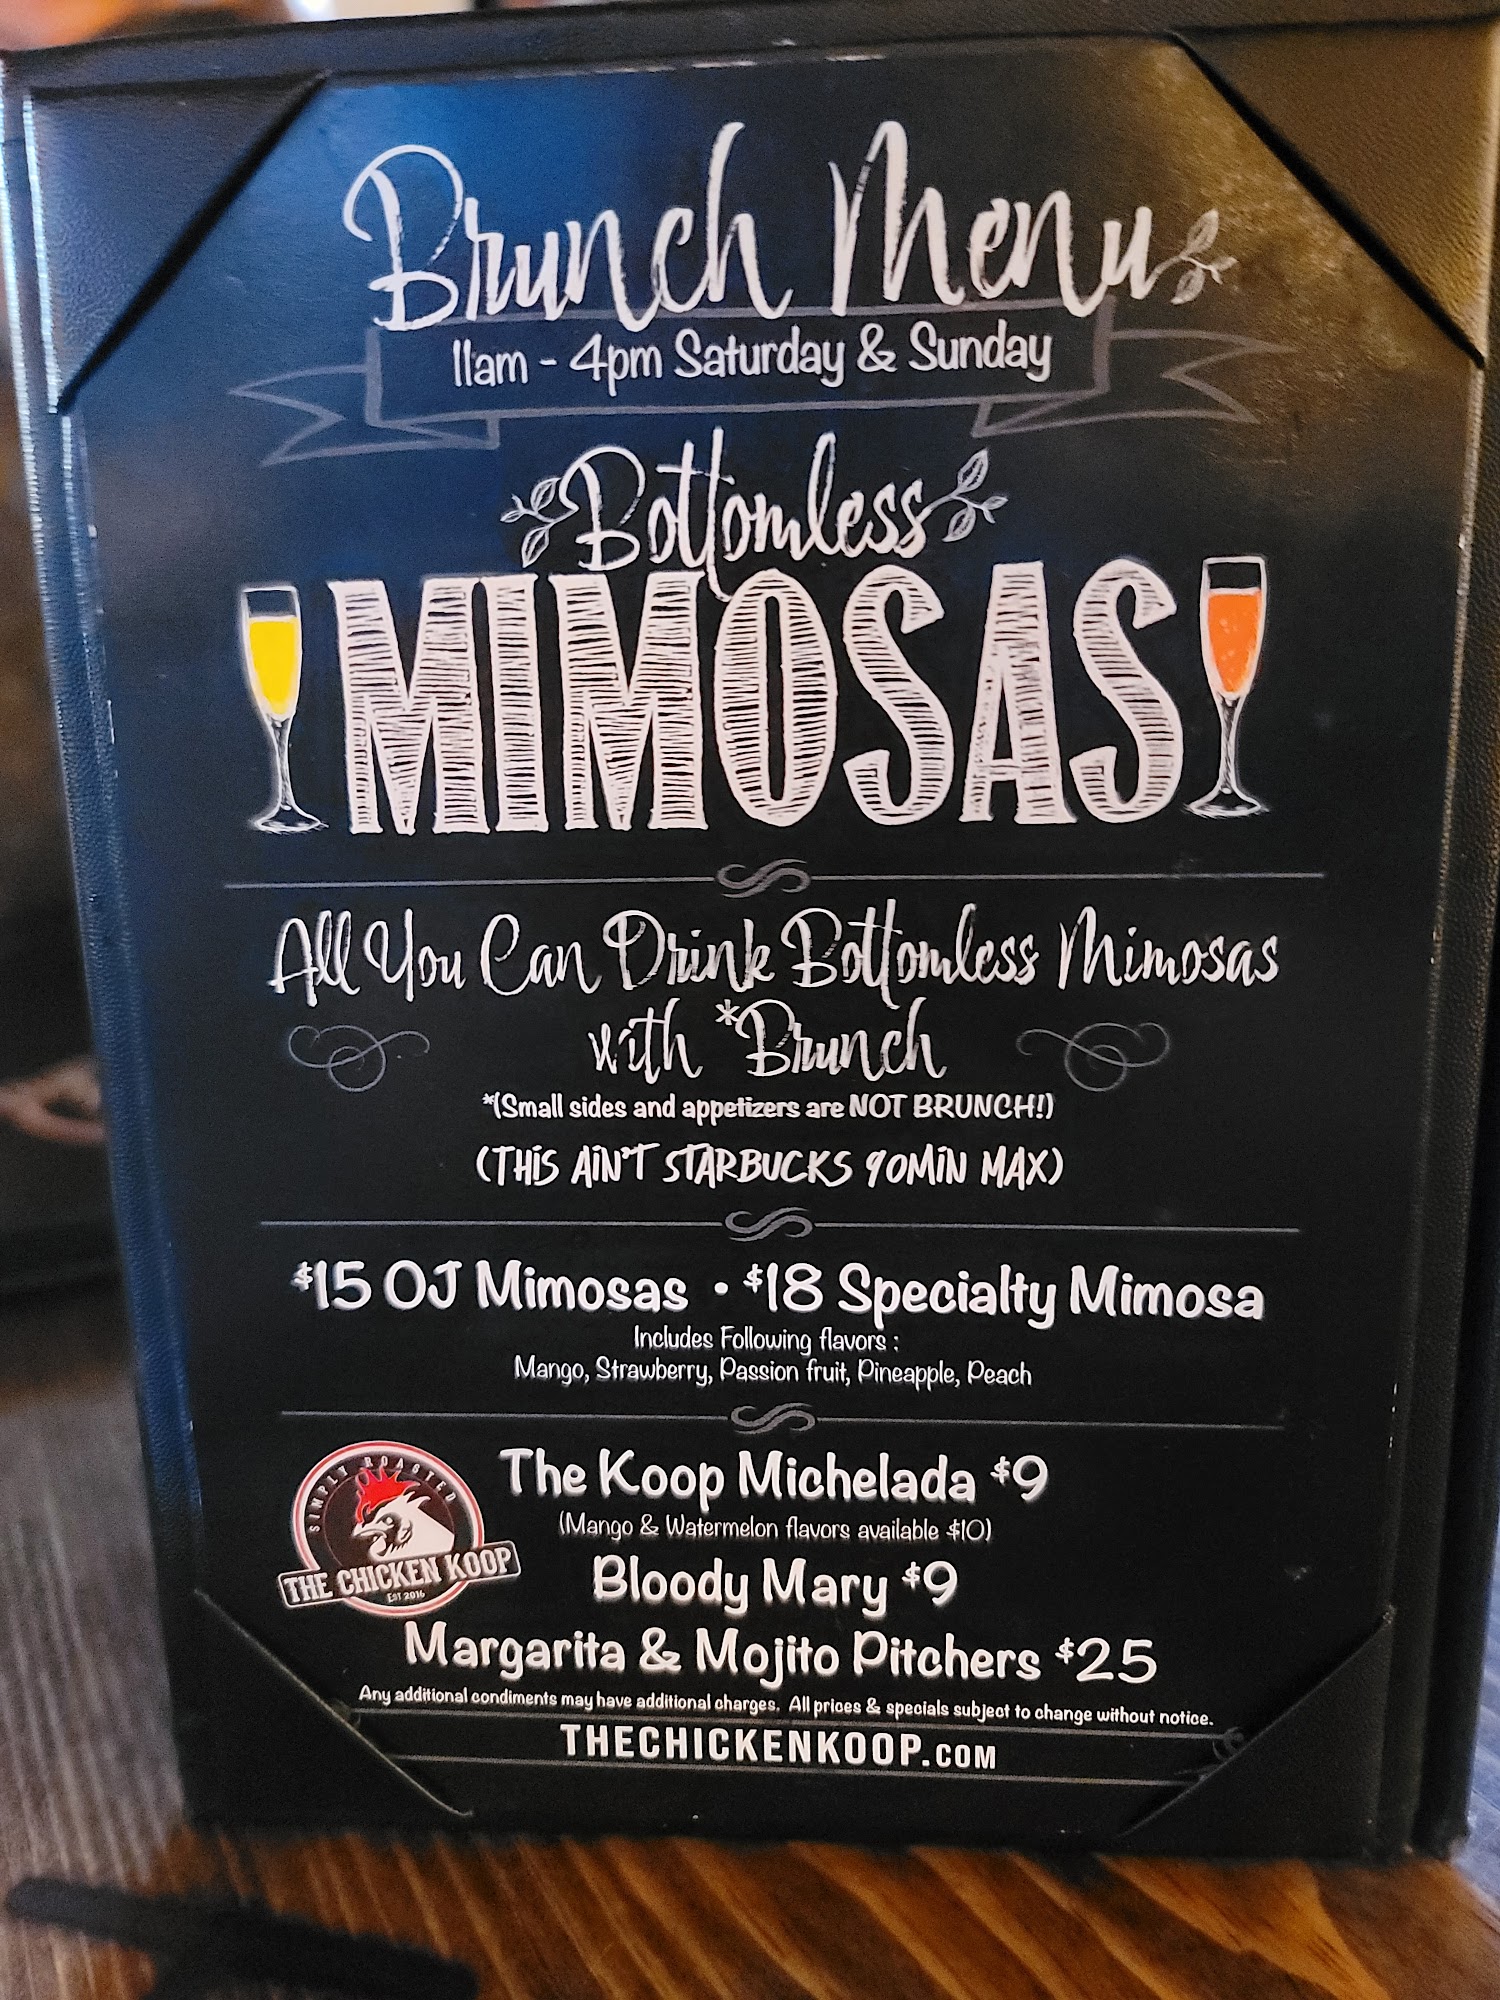 Brunch Menu
11am - 4pm Saturday & Sunday
Bottomless
MIMOSAS
All You Can Drink Bottomless Mimosas
with *Brunch
*(Small sides and appetizers are NOT BRUNCH!)
(THIS AIN'T STARBUCKS 90MIN MAX)
$15 OJ Mimosas • $18 Specialty Mimosa
Includes Following flavors :
Mango, Strawberry, Passion fruit, Pineapple, Peach
SIMPLY ROASTED
THE CHICKEN KOOP
EST 2016
The Koop Michelada $9
(Mango & Watermelon flavors available $10)
Bloody Mary $9
Margarita & Mojito Pitchers $25
Any additional condiments may have additional charges. All prices & specials subject to change without notice.
THECHICKENKOOP.COM